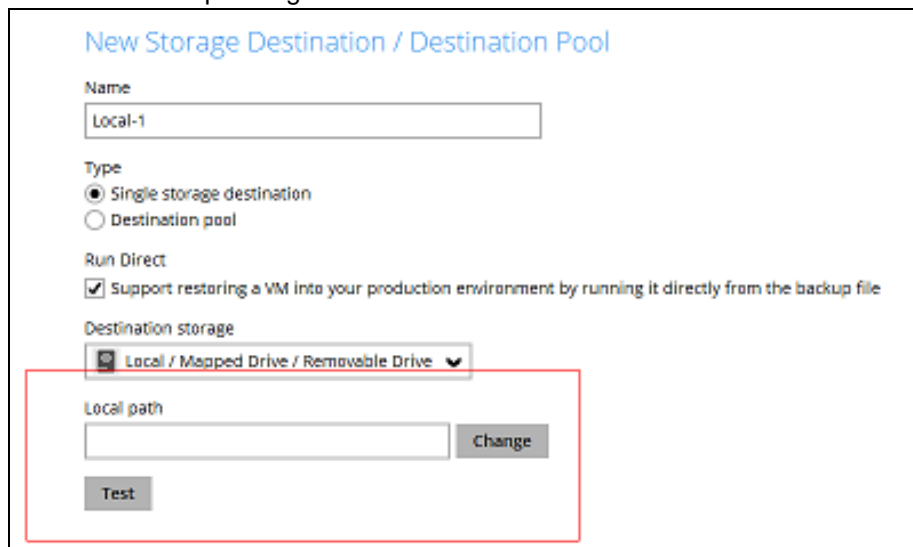 New Storage Destination / Destination Pool
Name
Local-1
Type
Single storage destination
Destination pool
Run Direct
Support restoring a VM into your production environment by running it directly from the backup file
Destination storage
Local / Mapped Drive / Removable Drive
Local path
Change
Test